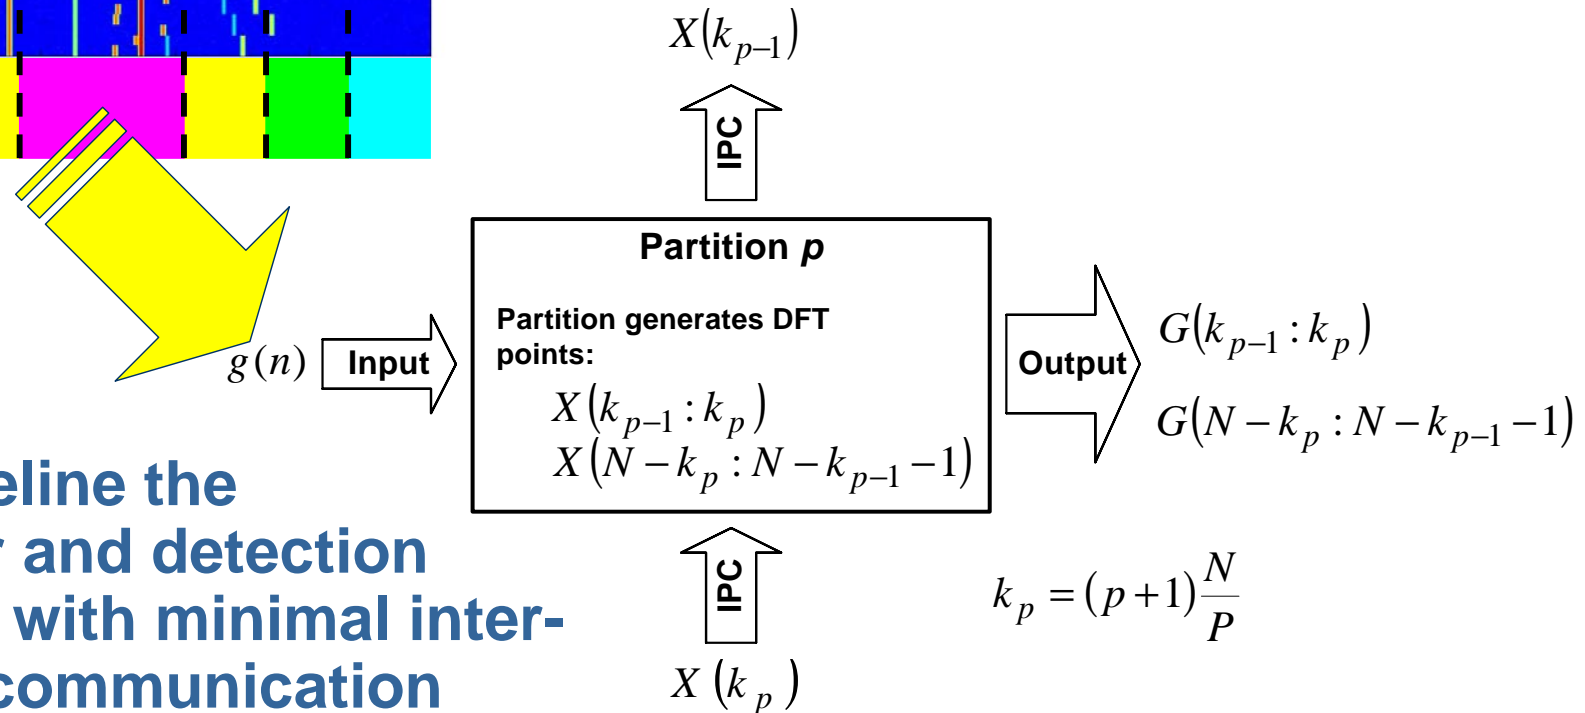 X(k_{p−1})
IPC
Partition p
Partition generates DFT
points:
X(k_{p−1} : k_p)
X(N − k_p : N − k_{p−1} − 1)
g(n)
Input
Output
G(k_{p−1} : k_p)
G(N − k_p : N − k_{p−1} − 1)
eline the
and detection
with minimal inter-
communication
IPC
X(k_p)
k_p = (p+1) N/P